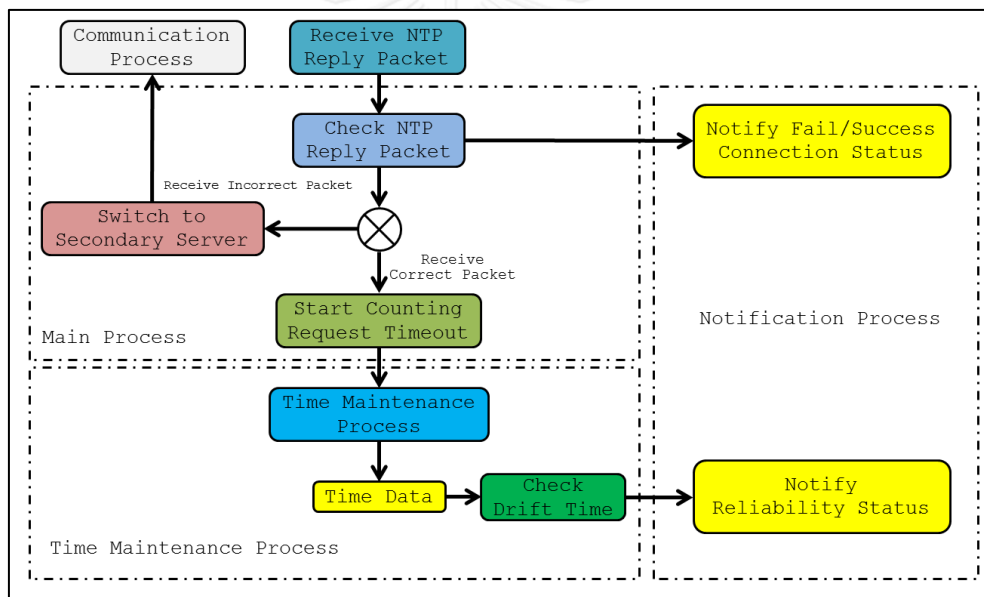 Communication
Process
Receive NTP
Reply Packet
Check NTP
Reply Packet
Notify Fail/Success
Connection Status
Receive Incorrect Packet
Switch to
Secondary Server
Receive
Correct Packet
Start Counting
Request Timeout
Main Process
Notification Process
Time Maintenance
Process
Time Data
Check
Drift Time
Notify
Reliability Status
Time Maintenance Process